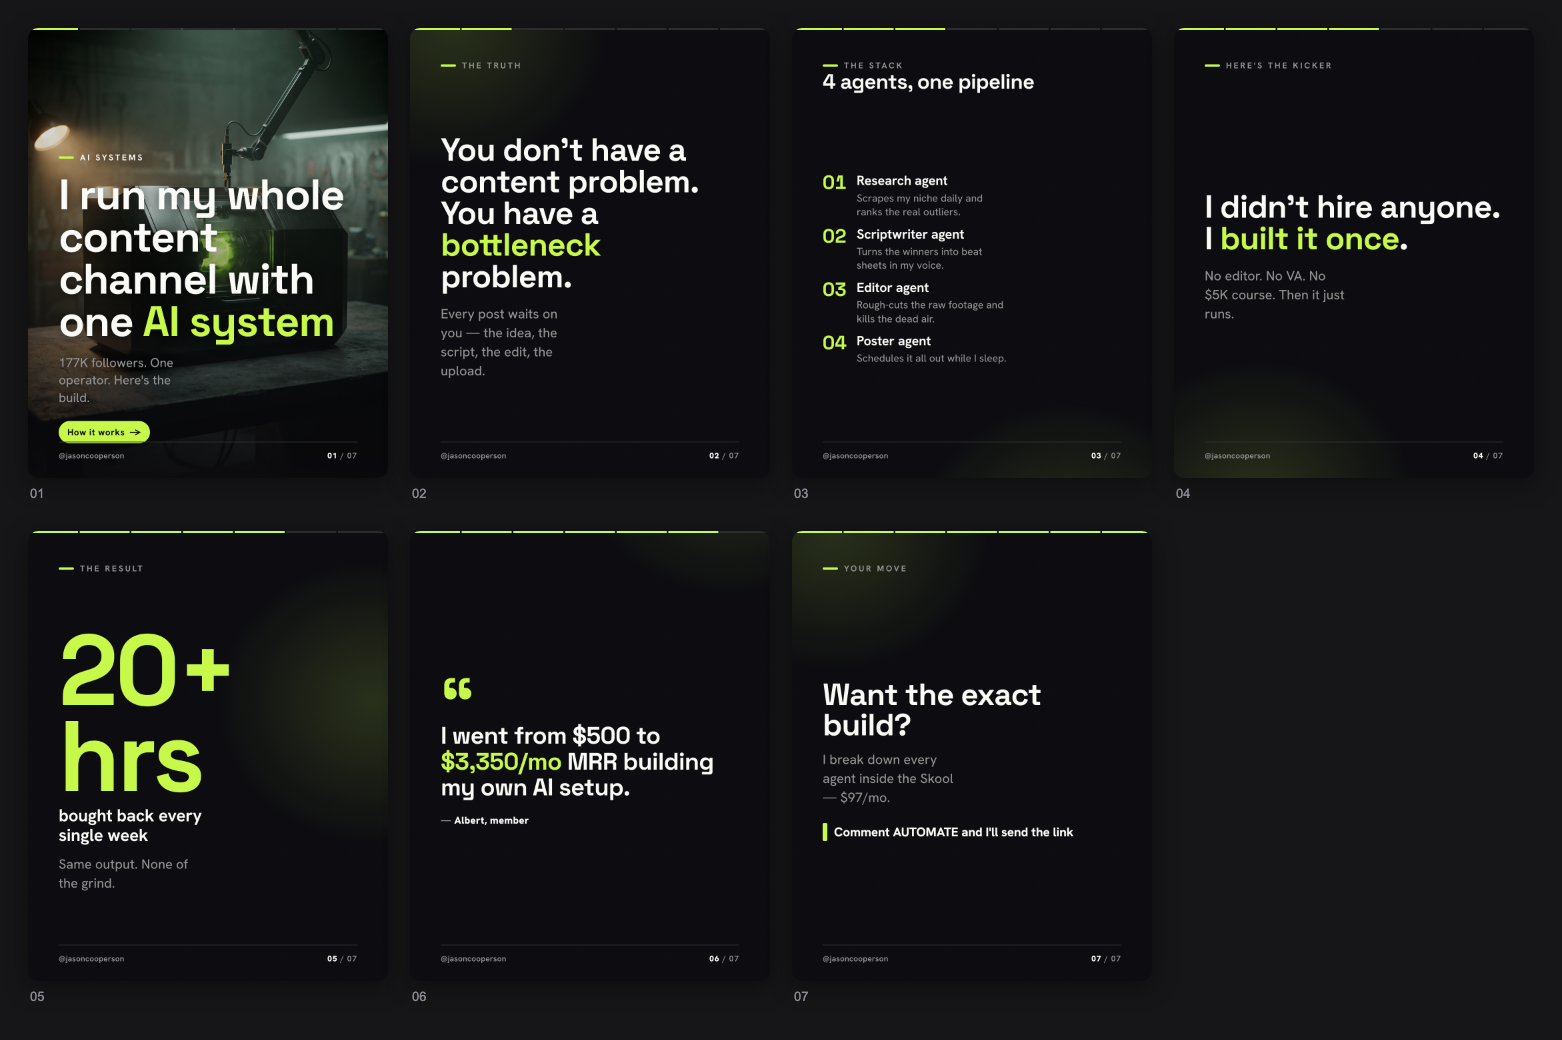 AI SYSTEMS
I run my whole
content
channel with
one AI system
177K followers. One
operator. Here's the
build.
How it works →
@jasoncooperson
01 / 07
01
THE TRUTH
You don’t have a
content problem.
You have a
bottleneck
problem.
Every post waits on
you — the idea, the
script, the edit, the
upload.
@jasoncooperson
02 / 07
02
THE STACK
4 agents, one pipeline
01 Research agent
Scrapes my niche daily and
ranks the real outliers.
02 Scriptwriter agent
Turns the winners into beat
sheets in my voice.
03 Editor agent
Rough-cuts the raw footage and
kills the dead air.
04 Poster agent
Schedules it all out while I sleep.
@jasoncooperson
03 / 07
03
HERE'S THE KICKER
I didn’t hire anyone.
I built it once.
No editor. No VA. No
$5K course. Then it just
runs.
@jasoncooperson
04 / 07
04
THE RESULT
20+
hrs
bought back every
single week
Same output. None of
the grind.
@jasoncooperson
05 / 07
05
“
I went from $500 to
$3,350/mo MRR building
my own AI setup.
— Albert, member
@jasoncooperson
06 / 07
06
YOUR MOVE
Want the exact
build?
I break down every
agent inside the Skool
— $97/mo.
Comment AUTOMATE and I'll send the link
@jasoncooperson
07 / 07
07